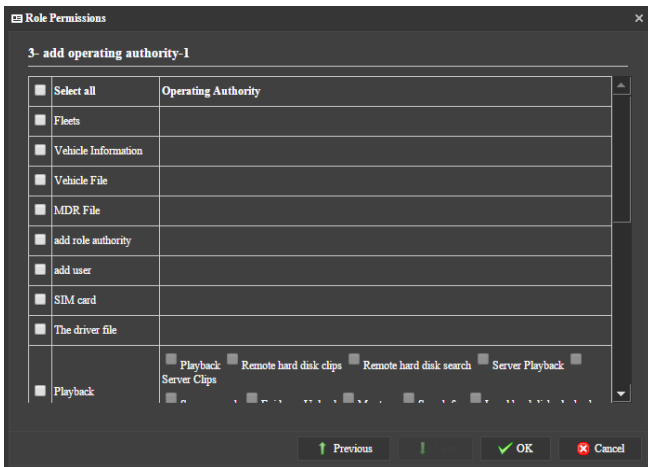 Role Permissions
3- add operating authority-1
Select all Operating Authority
Fleets
Vehicle Information
Vehicle File
MDR File
add role authority
add user
SIM card
The driver file
Playback Remote hard disk clips Remote hard disk search Server Playback
Server Clips
Playback
Previous OK Cancel